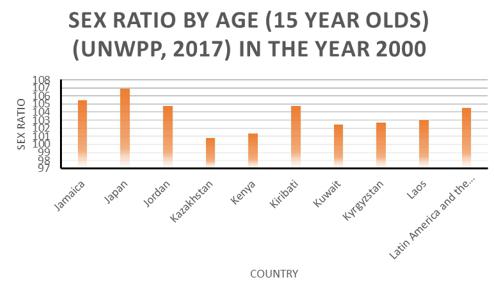 SEX RATIO BY AGE (15 YEAR OLDS)
(UNWPP, 2017) IN THE YEAR 2000
SEX RATIO
108
107
106
105
104
103
102
101
100
99
98
97
Jamaica
Japan
Jordan
Kazakhstan
Kenya
Kiribati
Kuwait
Kyrgyzstan
Laos
Latin America and the...
COUNTRY